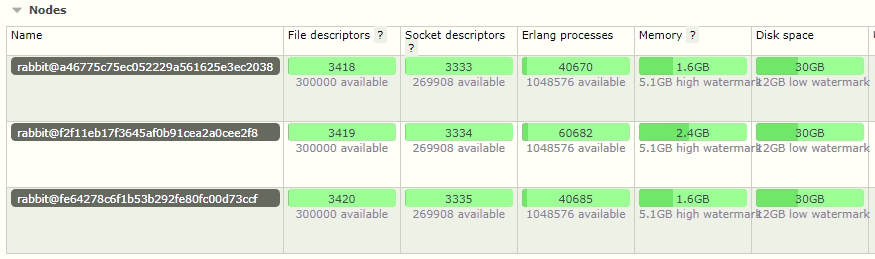 Nodes
Name File descriptors ? Socket descriptors ? Erlang processes Memory ? Disk space
rabbit@a46775c75ec052229a561625e3ec2038 3418 3333 40670 1.6GB 30GB
300000 available 269908 available 1048576 available 5.1GB high watermark 12GB low watermark
rabbit@f2f11eb17f3645af0b91cea2a0cee2f8 3419 3334 60682 2.4GB 30GB
300000 available 269908 available 1048576 available 5.1GB high watermark 12GB low watermark
rabbit@fe64278c6f1b53b292fe80fc00d73ccf 3420 3335 40685 1.6GB 30GB
300000 available 269908 available 1048576 available 5.1GB high watermark 12GB low watermark